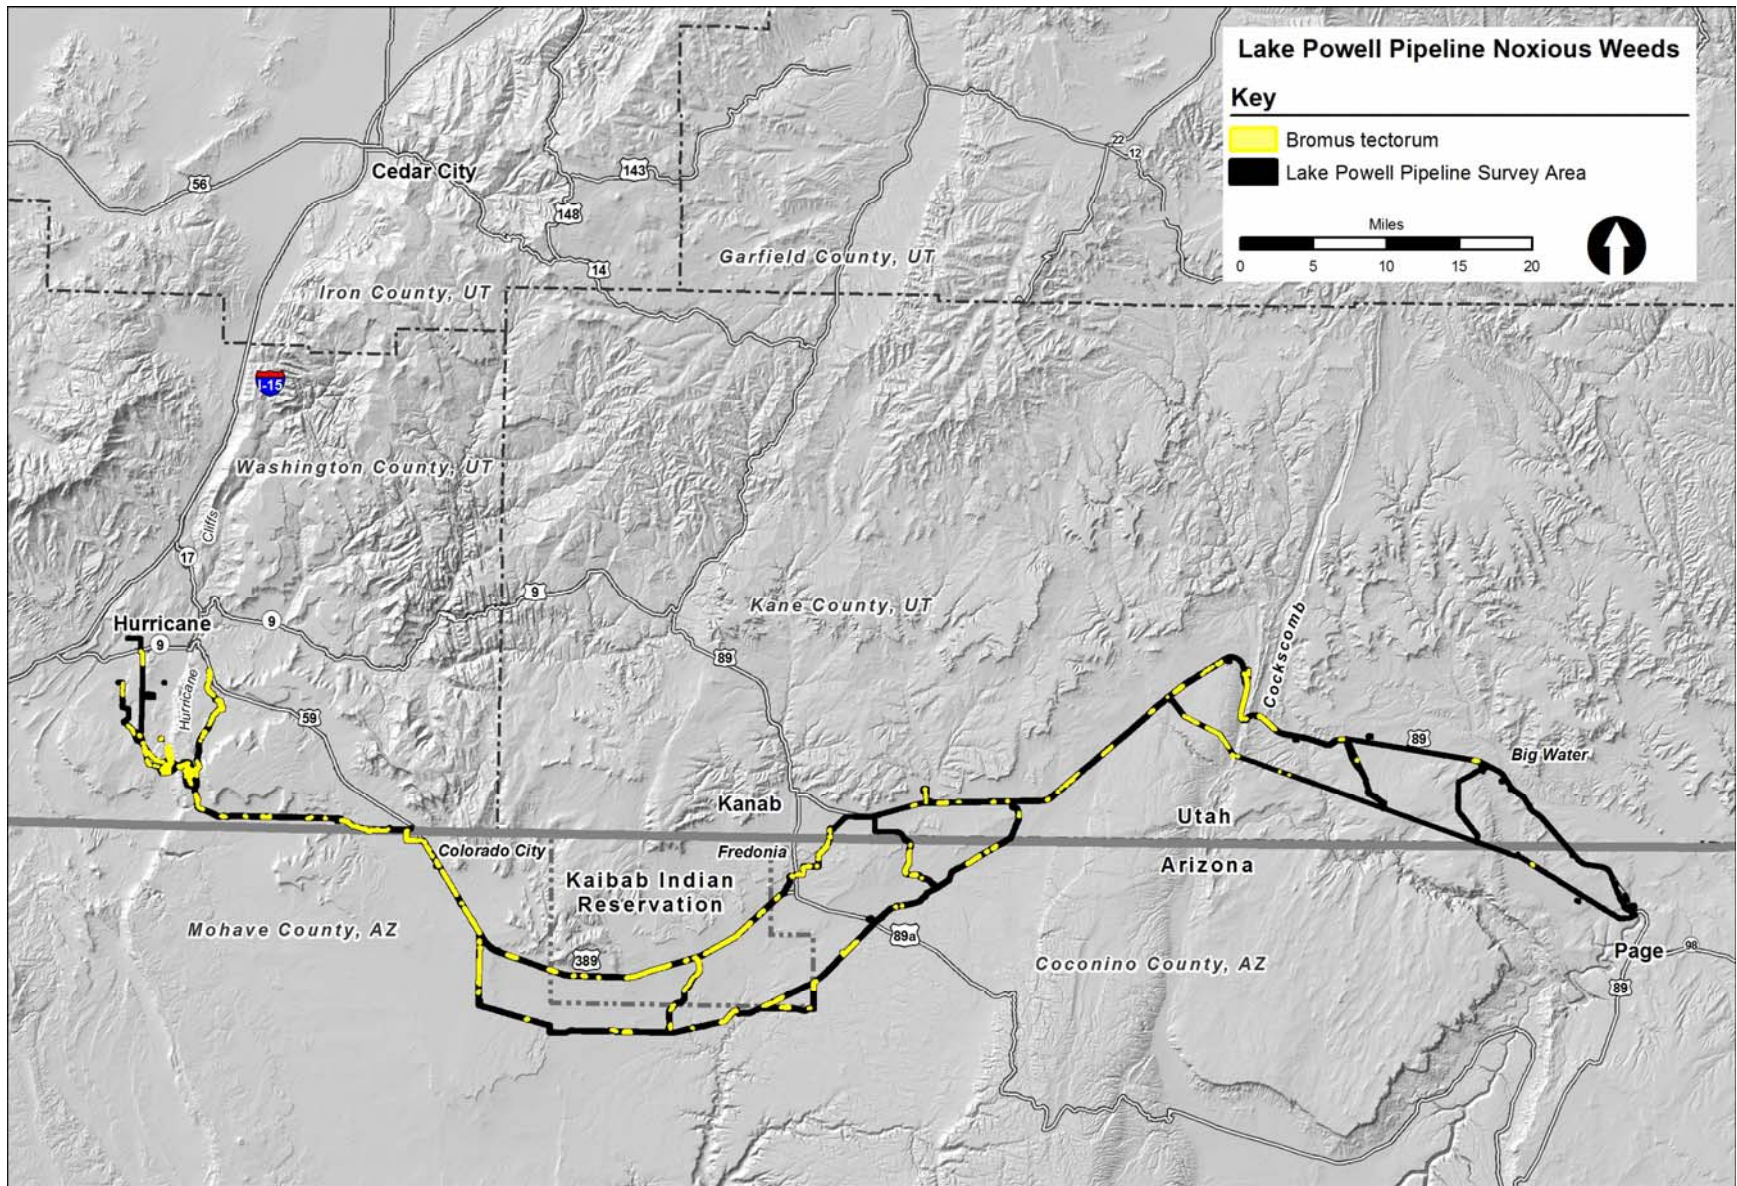 Lake Powell Pipeline Noxious Weeds
Key
Bromus tectorum
Lake Powell Pipeline Survey Area
Miles
0 5 10 15 20
22
12
56
Cedar City
143
148
14
Garfield County, UT
Iron County, UT
I-15
Washington County, UT
Cliffs
17
9
9
Kane County, UT
Hurricane
9
89
Cockscomb
Hurricane
59
89
Big Water
Kanab
Utah
Colorado City
Fredonia
Arizona
Kaibab Indian
Reservation
Mohave County, AZ
89a
389
Coconino County, AZ
Page
98
89